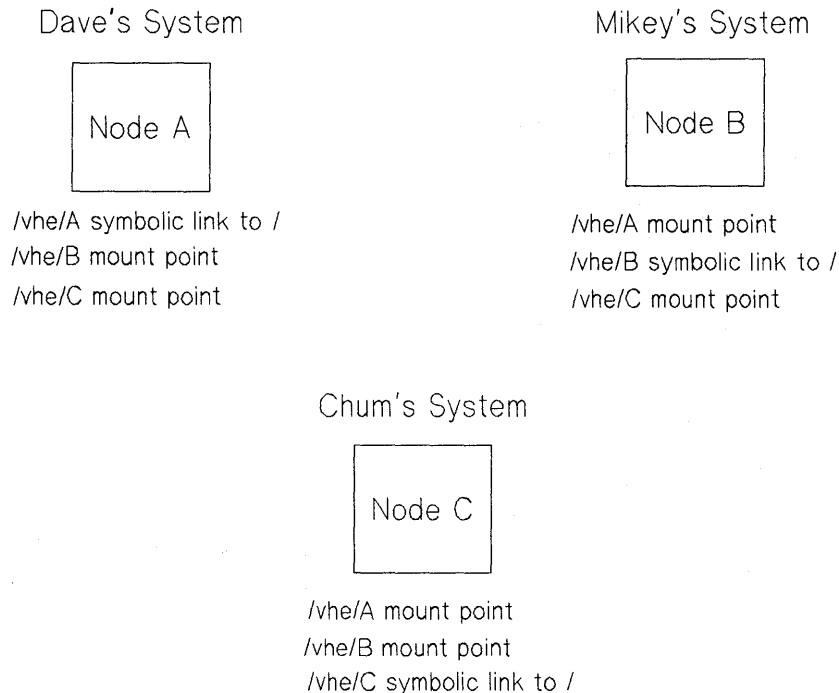 Dave's System
Node A
/vhe/A symbolic link to /
/vhe/B mount point
/vhe/C mount point
Mikey's System
Node B
/vhe/A mount point
/vhe/B symbolic link to /
/vhe/C mount point
Chum's System
Node C
/vhe/A mount point
/vhe/B mount point
/vhe/C symbolic link to /